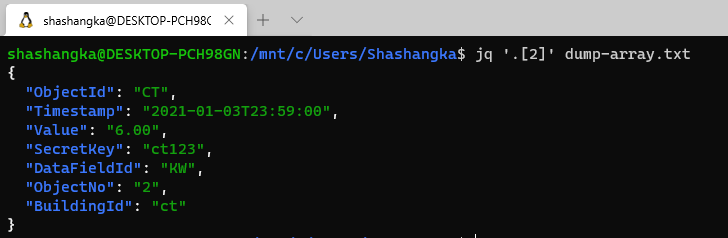 shashangka@DESKTOP-PCH98G
shashangka@DESKTOP-PCH98GN:/mnt/c/Users/Shashangka$ jq '.[2]' dump-array.txt
{
  "ObjectId": "CT",
  "Timestamp": "2021-01-03T23:59:00",
  "Value": "6.00",
  "SecretKey": "ct123",
  "DataFieldId": "KW",
  "ObjectNo": "2",
  "BuildingId": "ct"
}